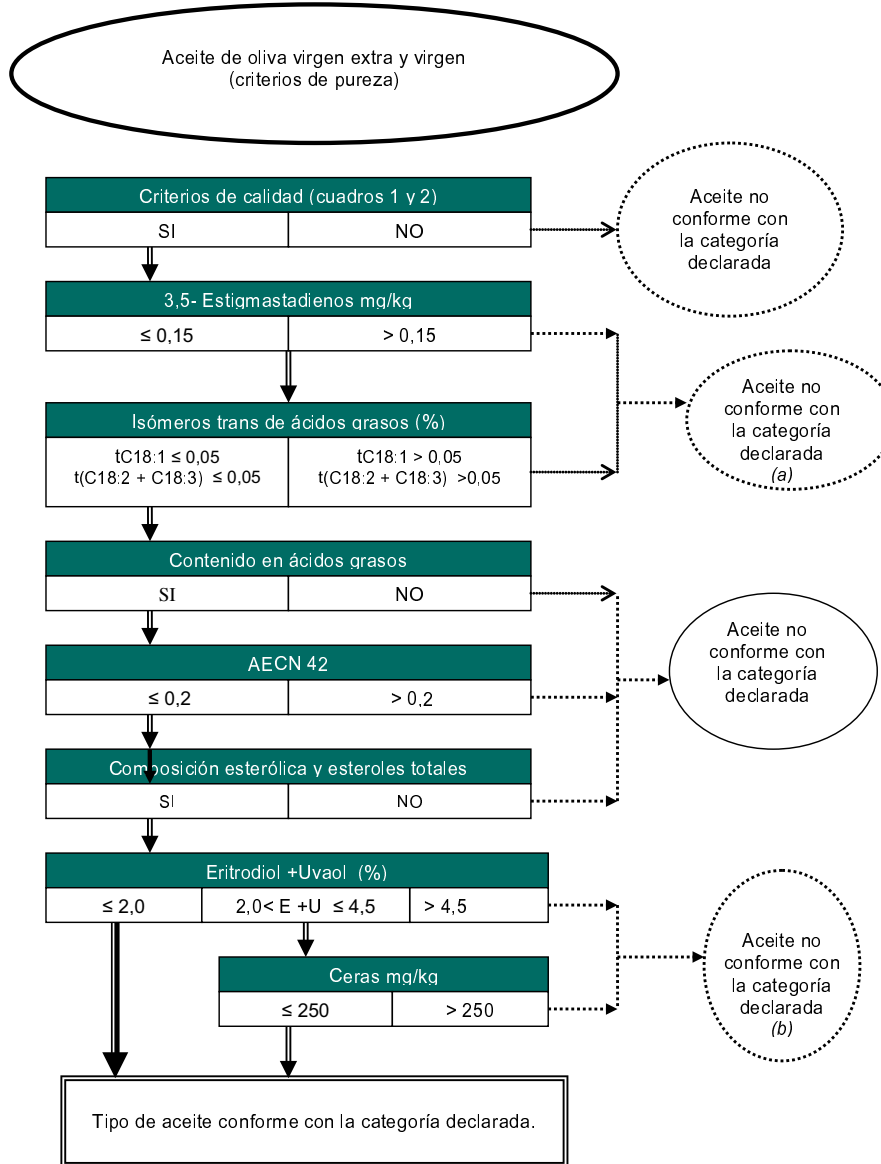 Aceite de oliva virgen extra y virgen
(criterios de pureza)
Criterios de calidad (cuadros 1 y 2)
SI
NO
Aceite no
conforme con
la categoría
declarada
3,5- Estigmastadienos mg/kg
≤ 0,15
> 0,15
Isómeros trans de ácidos grasos (%)
tC18:1 ≤ 0,05
t(C18:2 + C18:3) ≤ 0,05
tC18:1 > 0,05
t(C18:2 + C18:3) >0,05
Aceite no
conforme con
la categoría
declarada
(a)
Contenido en ácidos grasos
SI
NO
AECN 42
≤ 0,2
> 0,2
Composición esterólica y esteroles totales
SI
NO
Aceite no
conforme con
la categoría
declarada
Eritrodiol +Uvaol (%)
≤ 2,0
2,0< E +U ≤ 4,5
> 4,5
Ceras mg/kg
≤ 250
> 250
Aceite no
conforme con
la categoría
declarada
(b)
Tipo de aceite conforme con la categoría declarada.